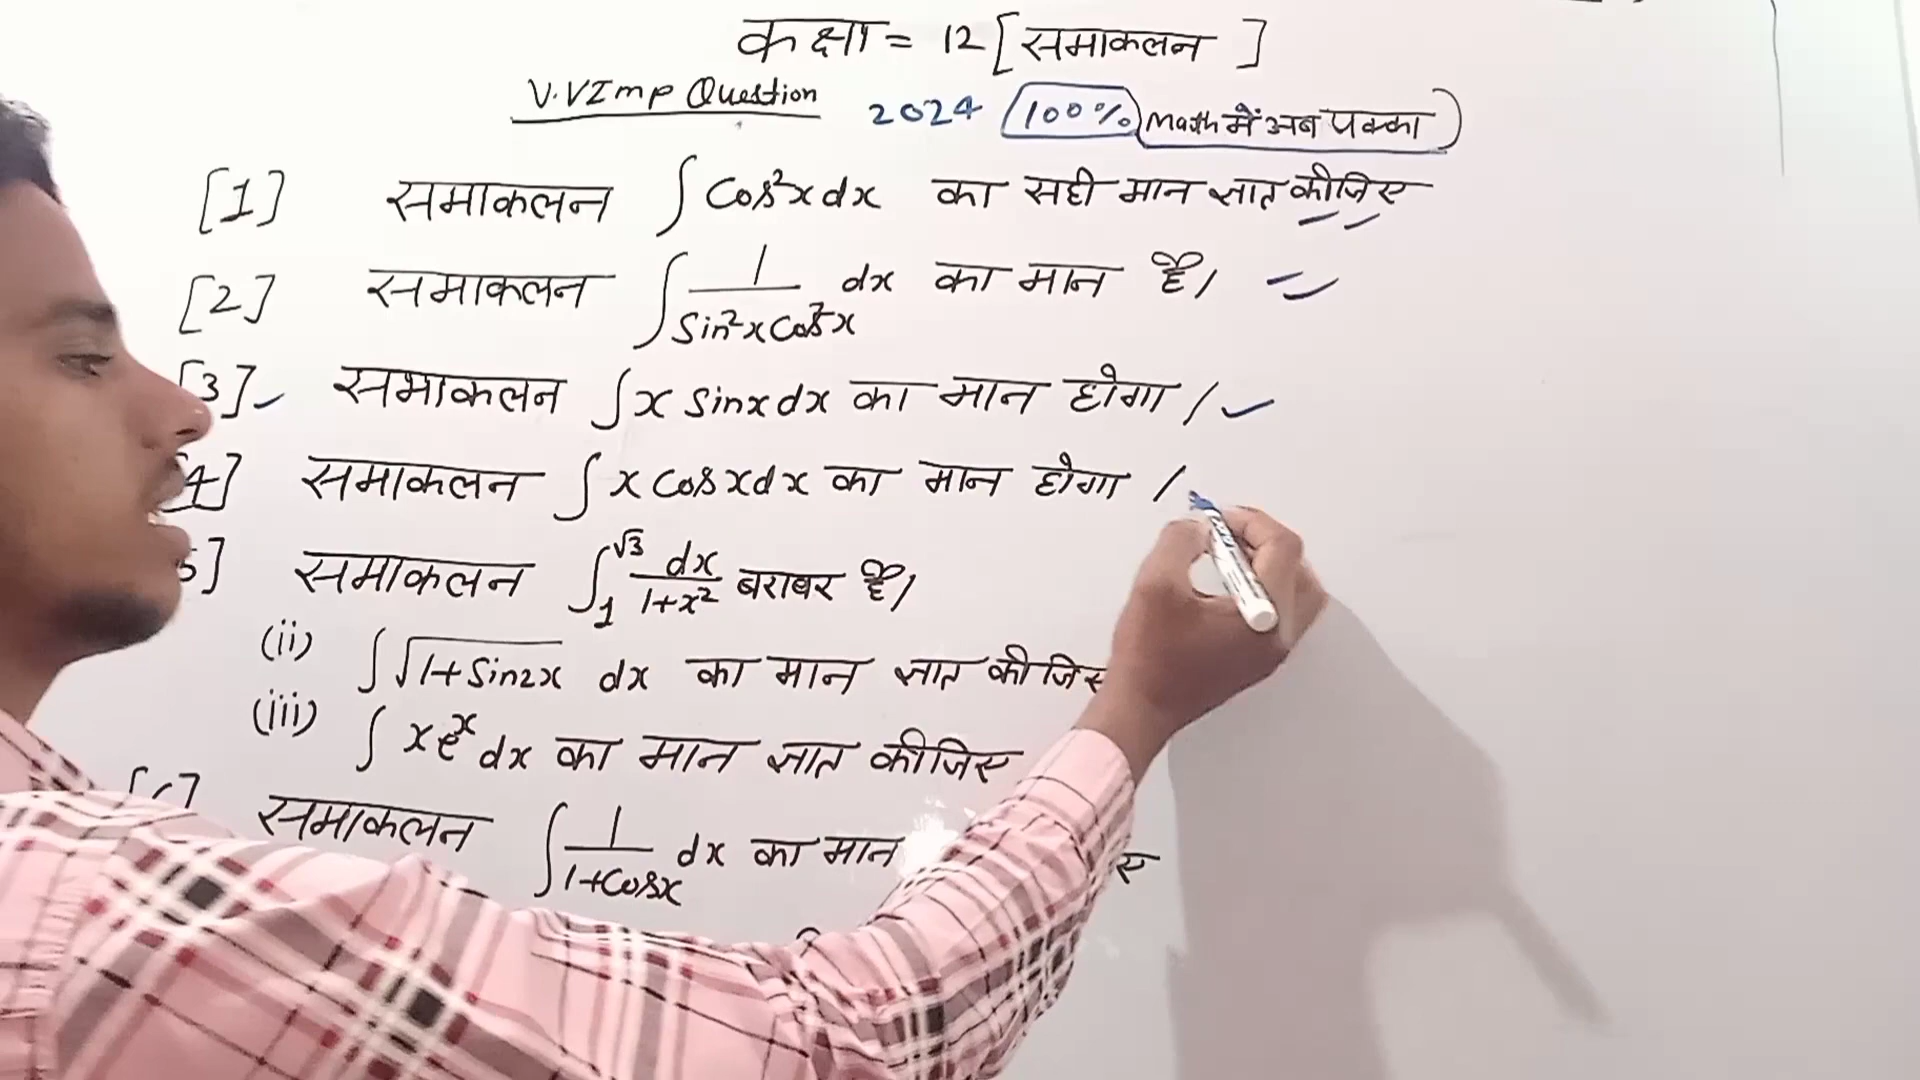 कक्षा = 12 [समाकलन]
V.VImp Question 2024 100% Math में अब पक्का
[1] समाकलन ∫ Cos²x dx का सही मान ज्ञात कीजिए
[2] समाकलन ∫ 1/(Sin²x Cos²x) dx का मान है।
[3] समाकलन ∫ x Sinx dx का मान होगा।
[4] समाकलन ∫ x Cosx dx का मान होगा।
5] समाकलन ∫₁^√3 dx/(1+x²) बराबर है।
(ii) ∫ √(1+Sin2x) dx का मान ज्ञात कीजिए
(iii) ∫ xeˣ dx का मान ज्ञात कीजिए
समाकलन ∫ 1/(1+Cosx) dx का मान